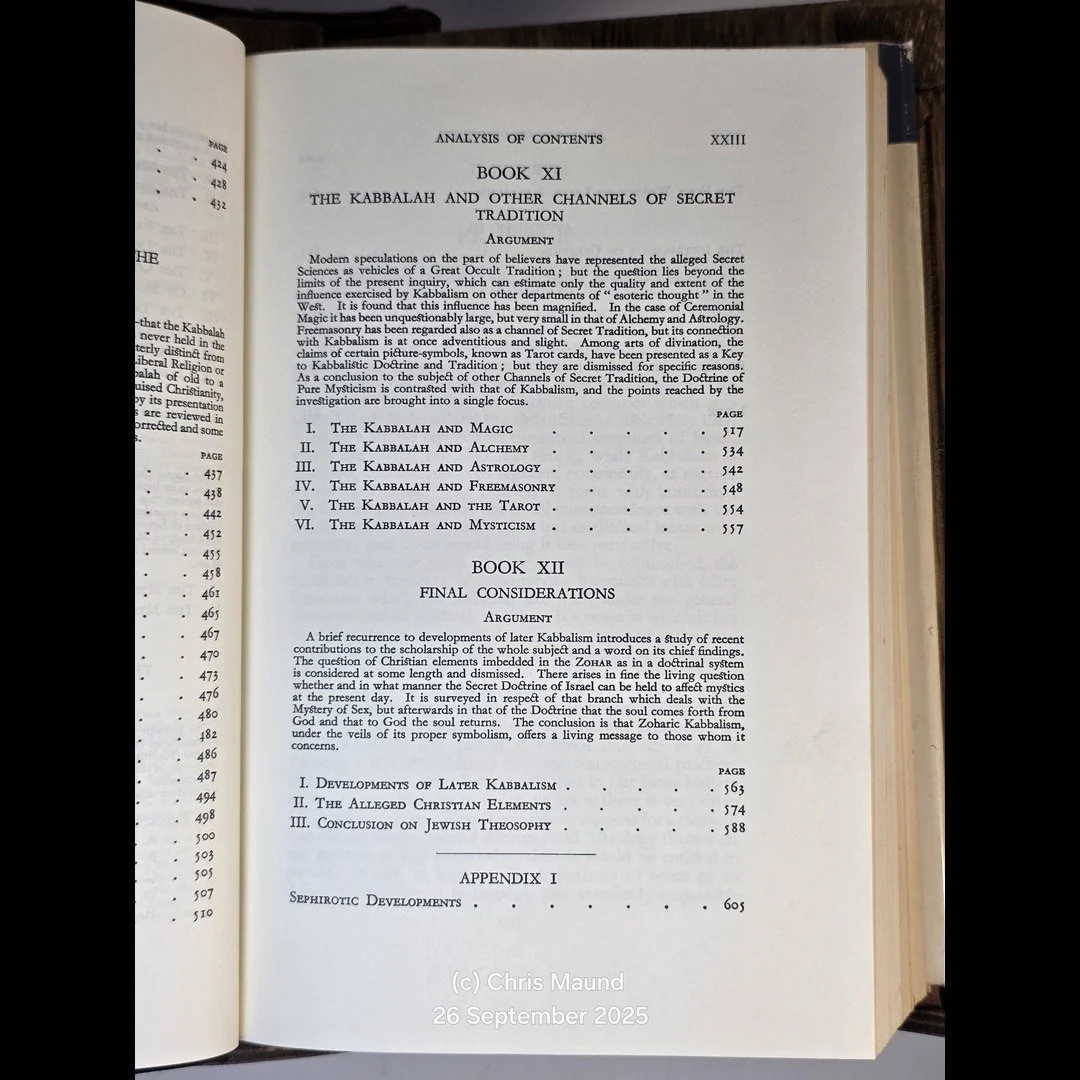 PAGE
424
428
432
HE
—that the Kabbalah
never held in the
terly distinct from
Liberal Religion or
balah of old to a
uised Christianity,
by its presentation
s are reviewed in
orrected and some
s.
PAGE
437
438
442
452
455
458
461
465
467
470
473
476
480
482
486
487
494
498
500
503
505
507
510
ANALYSIS OF CONTENTS XXIII
BOOK XI
THE KABBALAH AND OTHER CHANNELS OF SECRET
TRADITION
ARGUMENT
Modern speculations on the part of believers have represented the alleged Secret
Sciences as vehicles of a Great Occult Tradition ; but the question lies beyond the
limits of the present inquiry, which can estimate only the quality and extent of the
influence exercised by Kabbalism on other departments of “ esoteric thought ” in the
West. It is found that this influence has been magnified. In the case of Ceremonial
Magic it has been unquestionably large, but very small in that of Alchemy and Astrology.
Freemasonry has been regarded also as a channel of Secret Tradition, but its connection
with Kabbalism is at once adventitious and slight. Among arts of divination, the
claims of certain picture-symbols, known as Tarot cards, have been presented as a Key
to Kabbalistic Doctrine and Tradition ; but they are dismissed for specific reasons.
As a conclusion to the subject of other Channels of Secret Tradition, the Doctrine of
Pure Mysticism is contrasted with that of Kabbalism, and the points reached by the
investigation are brought into a single focus.
PAGE
I. THE KABBALAH AND MAGIC . . . . . 517
II. THE KABBALAH AND ALCHEMY . . . . . 534
III. THE KABBALAH AND ASTROLOGY . . . . . 542
IV. THE KABBALAH AND FREEMASONRY . . . . 548
V. THE KABBALAH AND THE TAROT . . . . . 554
VI. THE KABBALAH AND MYSTICISM . . . . . 557
BOOK XII
FINAL CONSIDERATIONS
ARGUMENT
A brief recurrence to developments of later Kabbalism introduces a study of recent
contributions to the scholarship of the whole subject and a word on its chief findings.
The question of Christian elements imbedded in the ZOHAR as in a doctrinal system
is considered at some length and dismissed. There arises in fine the living question
whether and in what manner the Secret Doctrine of Israel can be held to affect mystics
at the present day. It is surveyed in respect of that branch which deals with the
Mystery of Sex, but afterwards in that of the Doctrine that the soul comes forth from
God and that to God the soul returns. The conclusion is that Zoharic Kabbalism,
under the veils of its proper symbolism, offers a living message to those whom it
concerns.
PAGE
I. DEVELOPMENTS OF LATER KABBALISM . . . . . 563
II. THE ALLEGED CHRISTIAN ELEMENTS . . . . . 574
III. CONCLUSION ON JEWISH THEOSOPHY . . . . . 588
APPENDIX I
SEPHIROTIC DEVELOPMENTS . . . . . . . 605
(c) Chris Maund
26 September 2025